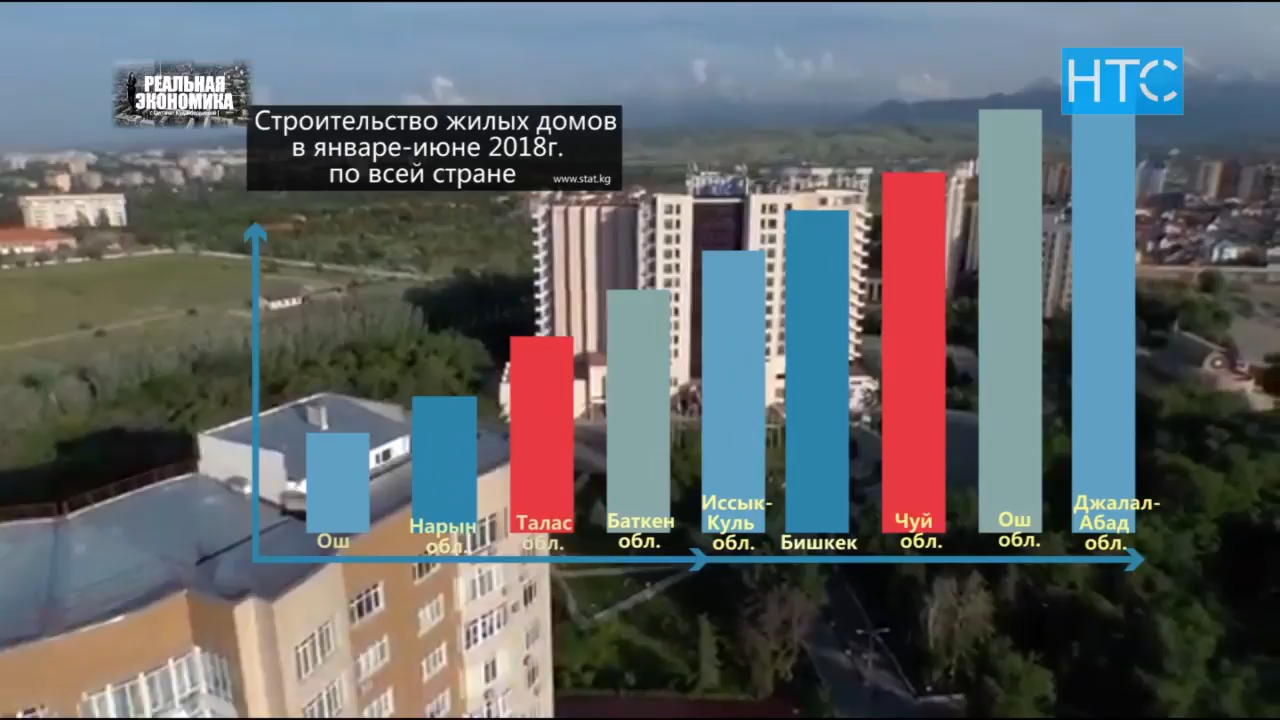 РЕАЛЬНАЯ
ЭКОНОМИКА
НТС
Строительство жилых домов
в январе-июне 2018г.
по всей стране
www.stat.kg
Ош
Нарын
обл.
Талас
обл.
Баткен
обл.
Иссык-
Куль
обл.
Бишкек
Чуй
обл.
Ош
обл.
Джалал-
Абад
обл.